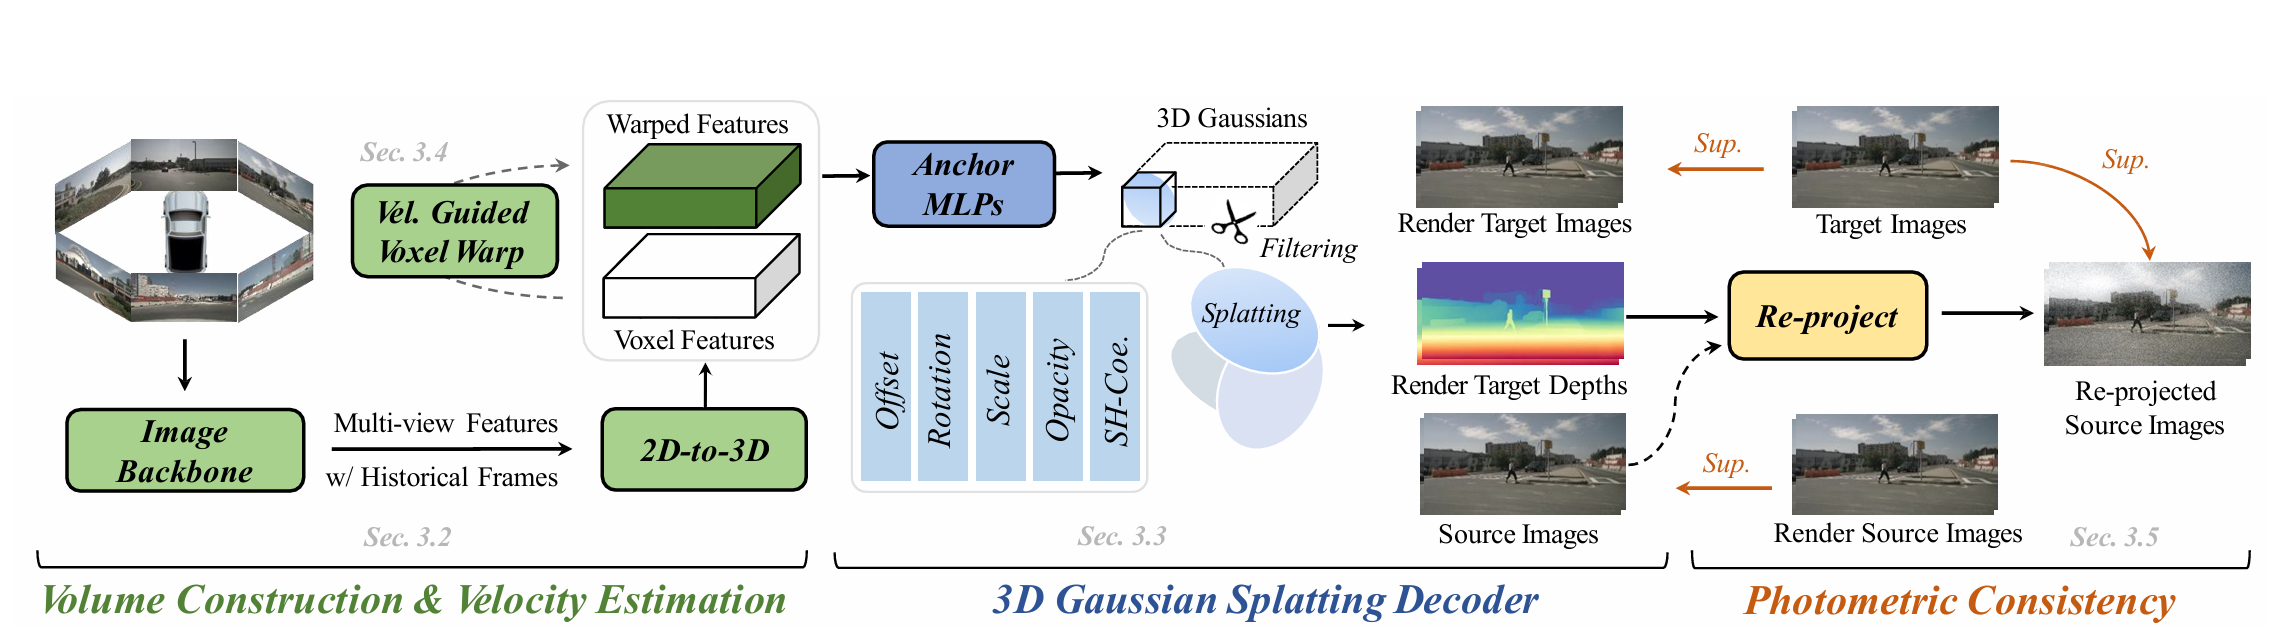 Sec. 3.4
Vel. Guided
Voxel Warp
Image
Backbone
Multi-view Features
w/ Historical Frames
Warped Features
Voxel Features
2D-to-3D
Sec. 3.2
Volume Construction & Velocity Estimation
Anchor
MLPs
3D Gaussians
Filtering
Offset
Rotation
Scale
Opacity
SH-Coe.
Splatting
Sec. 3.3
3D Gaussian Splatting Decoder
Render Target Images
Render Target Depths
Source Images
Sup.
Target Images
Sup.
Re-project
Re-projected
Source Images
Sup.
Render Source Images
Sec. 3.5
Photometric Consistency